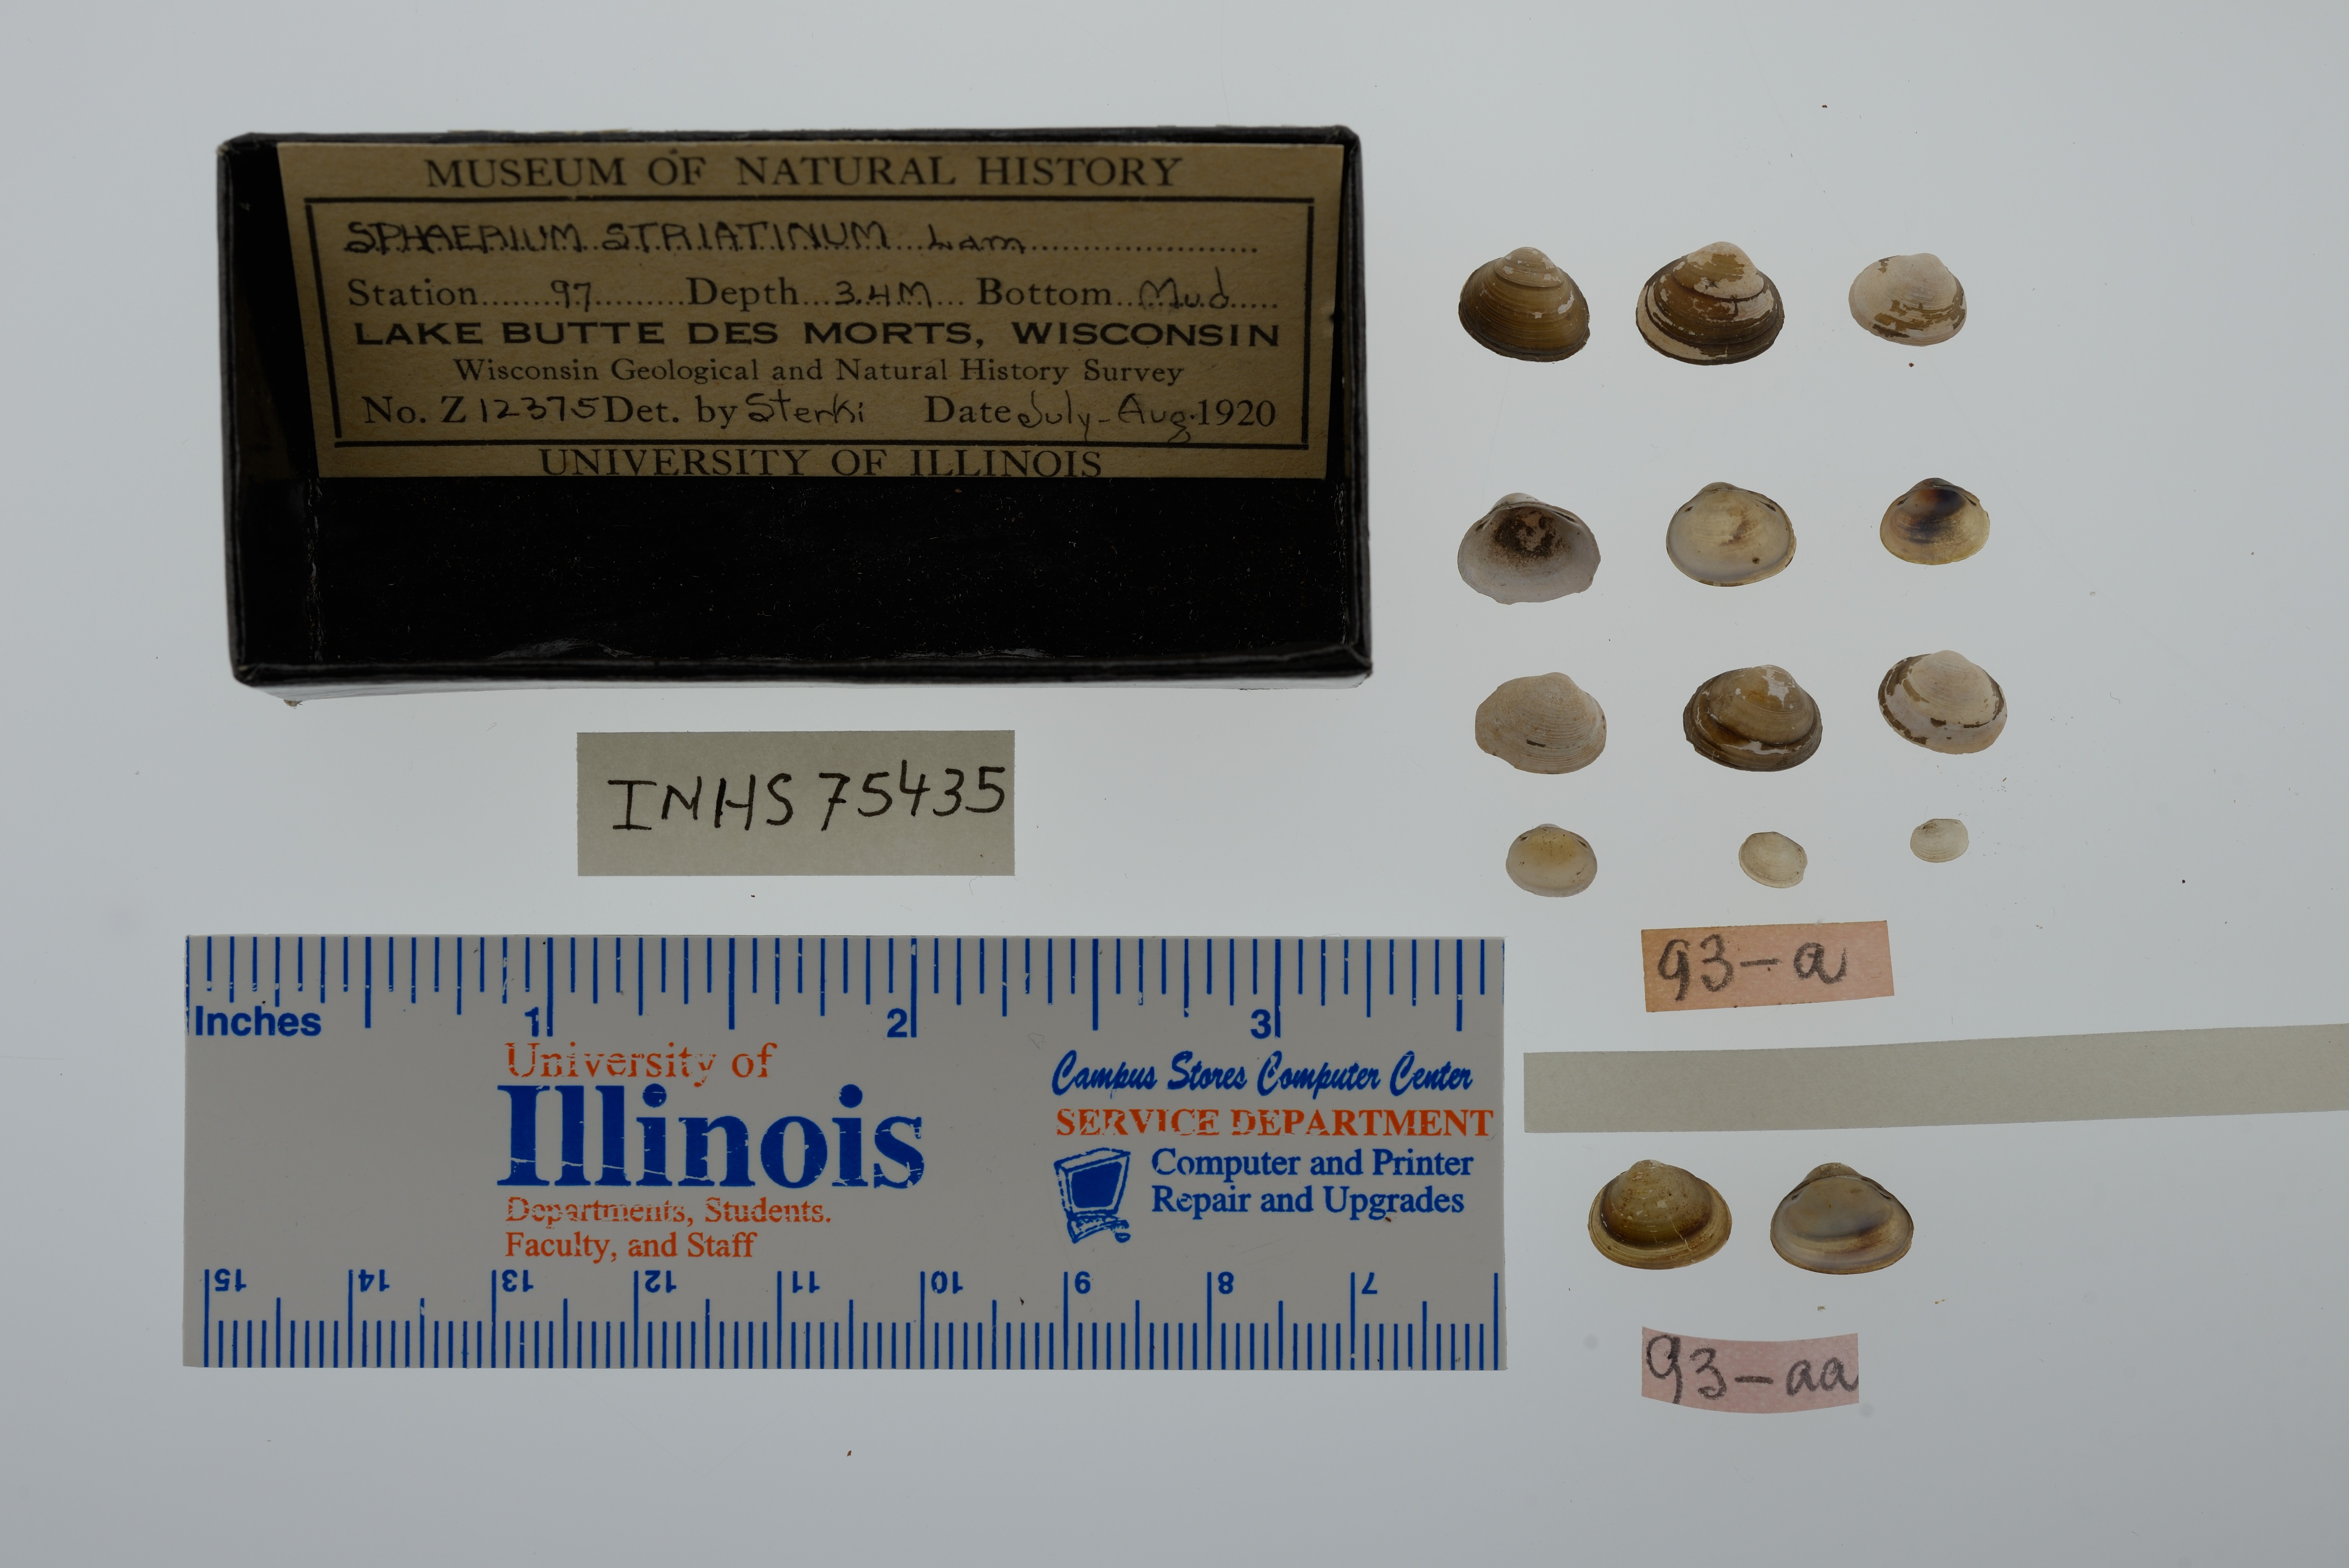 MUSEUM OF NATURAL HISTORY
SPHAERIUM STRIATINUM Lam
Station 97 Depth 3.4M Bottom Mud
LAKE BUTTE DES MORTS, WISCONSIN
Wisconsin Geological and Natural History Survey
No. Z 12375 Det. by Sterki Date July-Aug. 1920
UNIVERSITY OF ILLINOIS
INHS 75435
93-a
93-aa
Inches 1 2 3
University of
Illinois
Departments, Students.
Faculty, and Staff
Campus Stores Computer Center
SERVICE DEPARTMENT
Computer and Printer
Repair and Upgrades
15 14 13 12 11 10 9 8 7